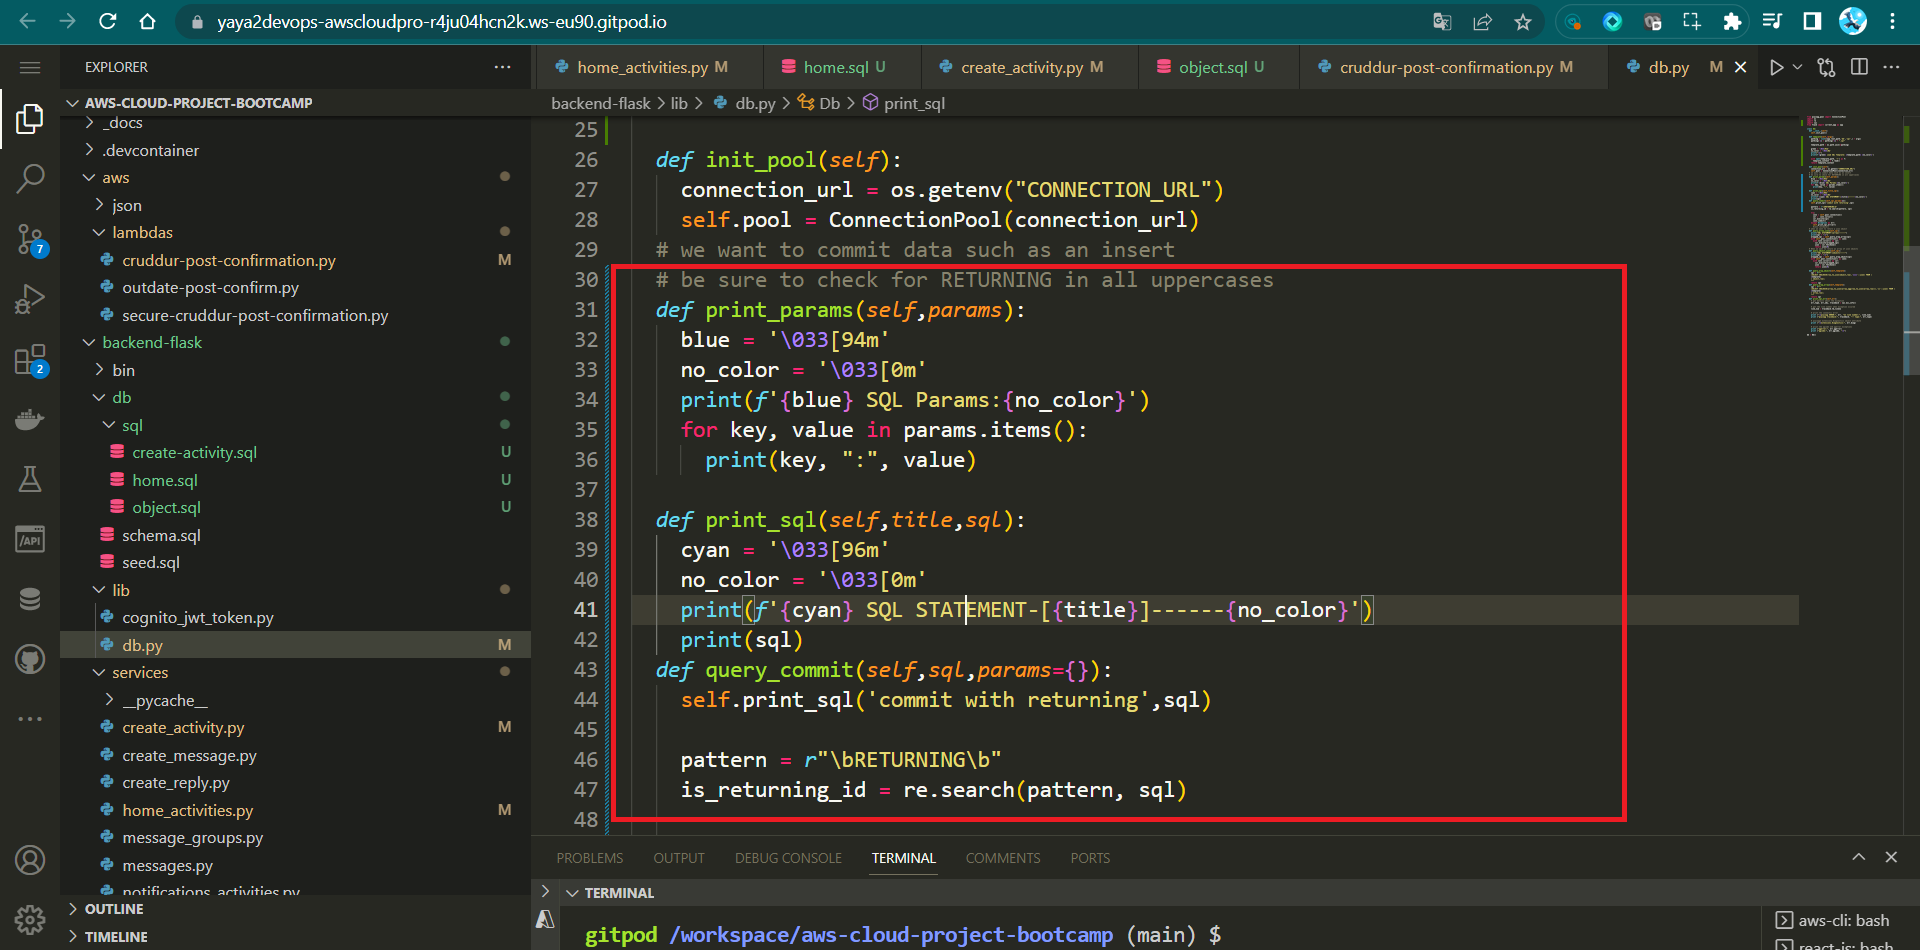 yaya2devops-awscloudpro-r4ju04hcn2k.ws-eu90.gitpod.io
EXPLORER
AWS-CLOUD-PROJECT-BOOTCAMP
_docs
.devcontainer
aws
json
lambdas
cruddur-post-confirmation.py M
outdate-post-confirm.py
secure-cruddur-post-confirmation.py
backend-flask
bin
db
sql
create-activity.sql U
home.sql U
object.sql U
schema.sql
seed.sql
lib
cognito_jwt_token.py
db.py M
services
__pycache__
create_activity.py M
create_message.py
create_reply.py
home_activities.py M
message_groups.py
messages.py
notifications_activities.py
OUTLINE
TIMELINE
7
2
/API
home_activities.py M home.sql U create_activity.py M object.sql U cruddur-post-confirmation.py M db.py M
backend-flask > lib > db.py > Db > print_sql
25
26 def init_pool(self):
27 connection_url = os.getenv("CONNECTION_URL")
28 self.pool = ConnectionPool(connection_url)
29 # we want to commit data such as an insert
30 # be sure to check for RETURNING in all uppercases
31 def print_params(self,params):
32 blue = '\033[94m'
33 no_color = '\033[0m'
34 print(f'{blue} SQL Params:{no_color}')
35 for key, value in params.items():
36 print(key, ":", value)
37
38 def print_sql(self,title,sql):
39 cyan = '\033[96m'
40 no_color = '\033[0m'
41 print(f'{cyan} SQL STATEMENT-[{title}]------{no_color}')
42 print(sql)
43 def query_commit(self,sql,params={}):
44 self.print_sql('commit with returning',sql)
45
46 pattern = r"\bRETURNING\b"
47 is_returning_id = re.search(pattern, sql)
48
PROBLEMS OUTPUT DEBUG CONSOLE TERMINAL COMMENTS PORTS
TERMINAL
gitpod /workspace/aws-cloud-project-bootcamp (main) $
aws-cli: bash
react-js: bash